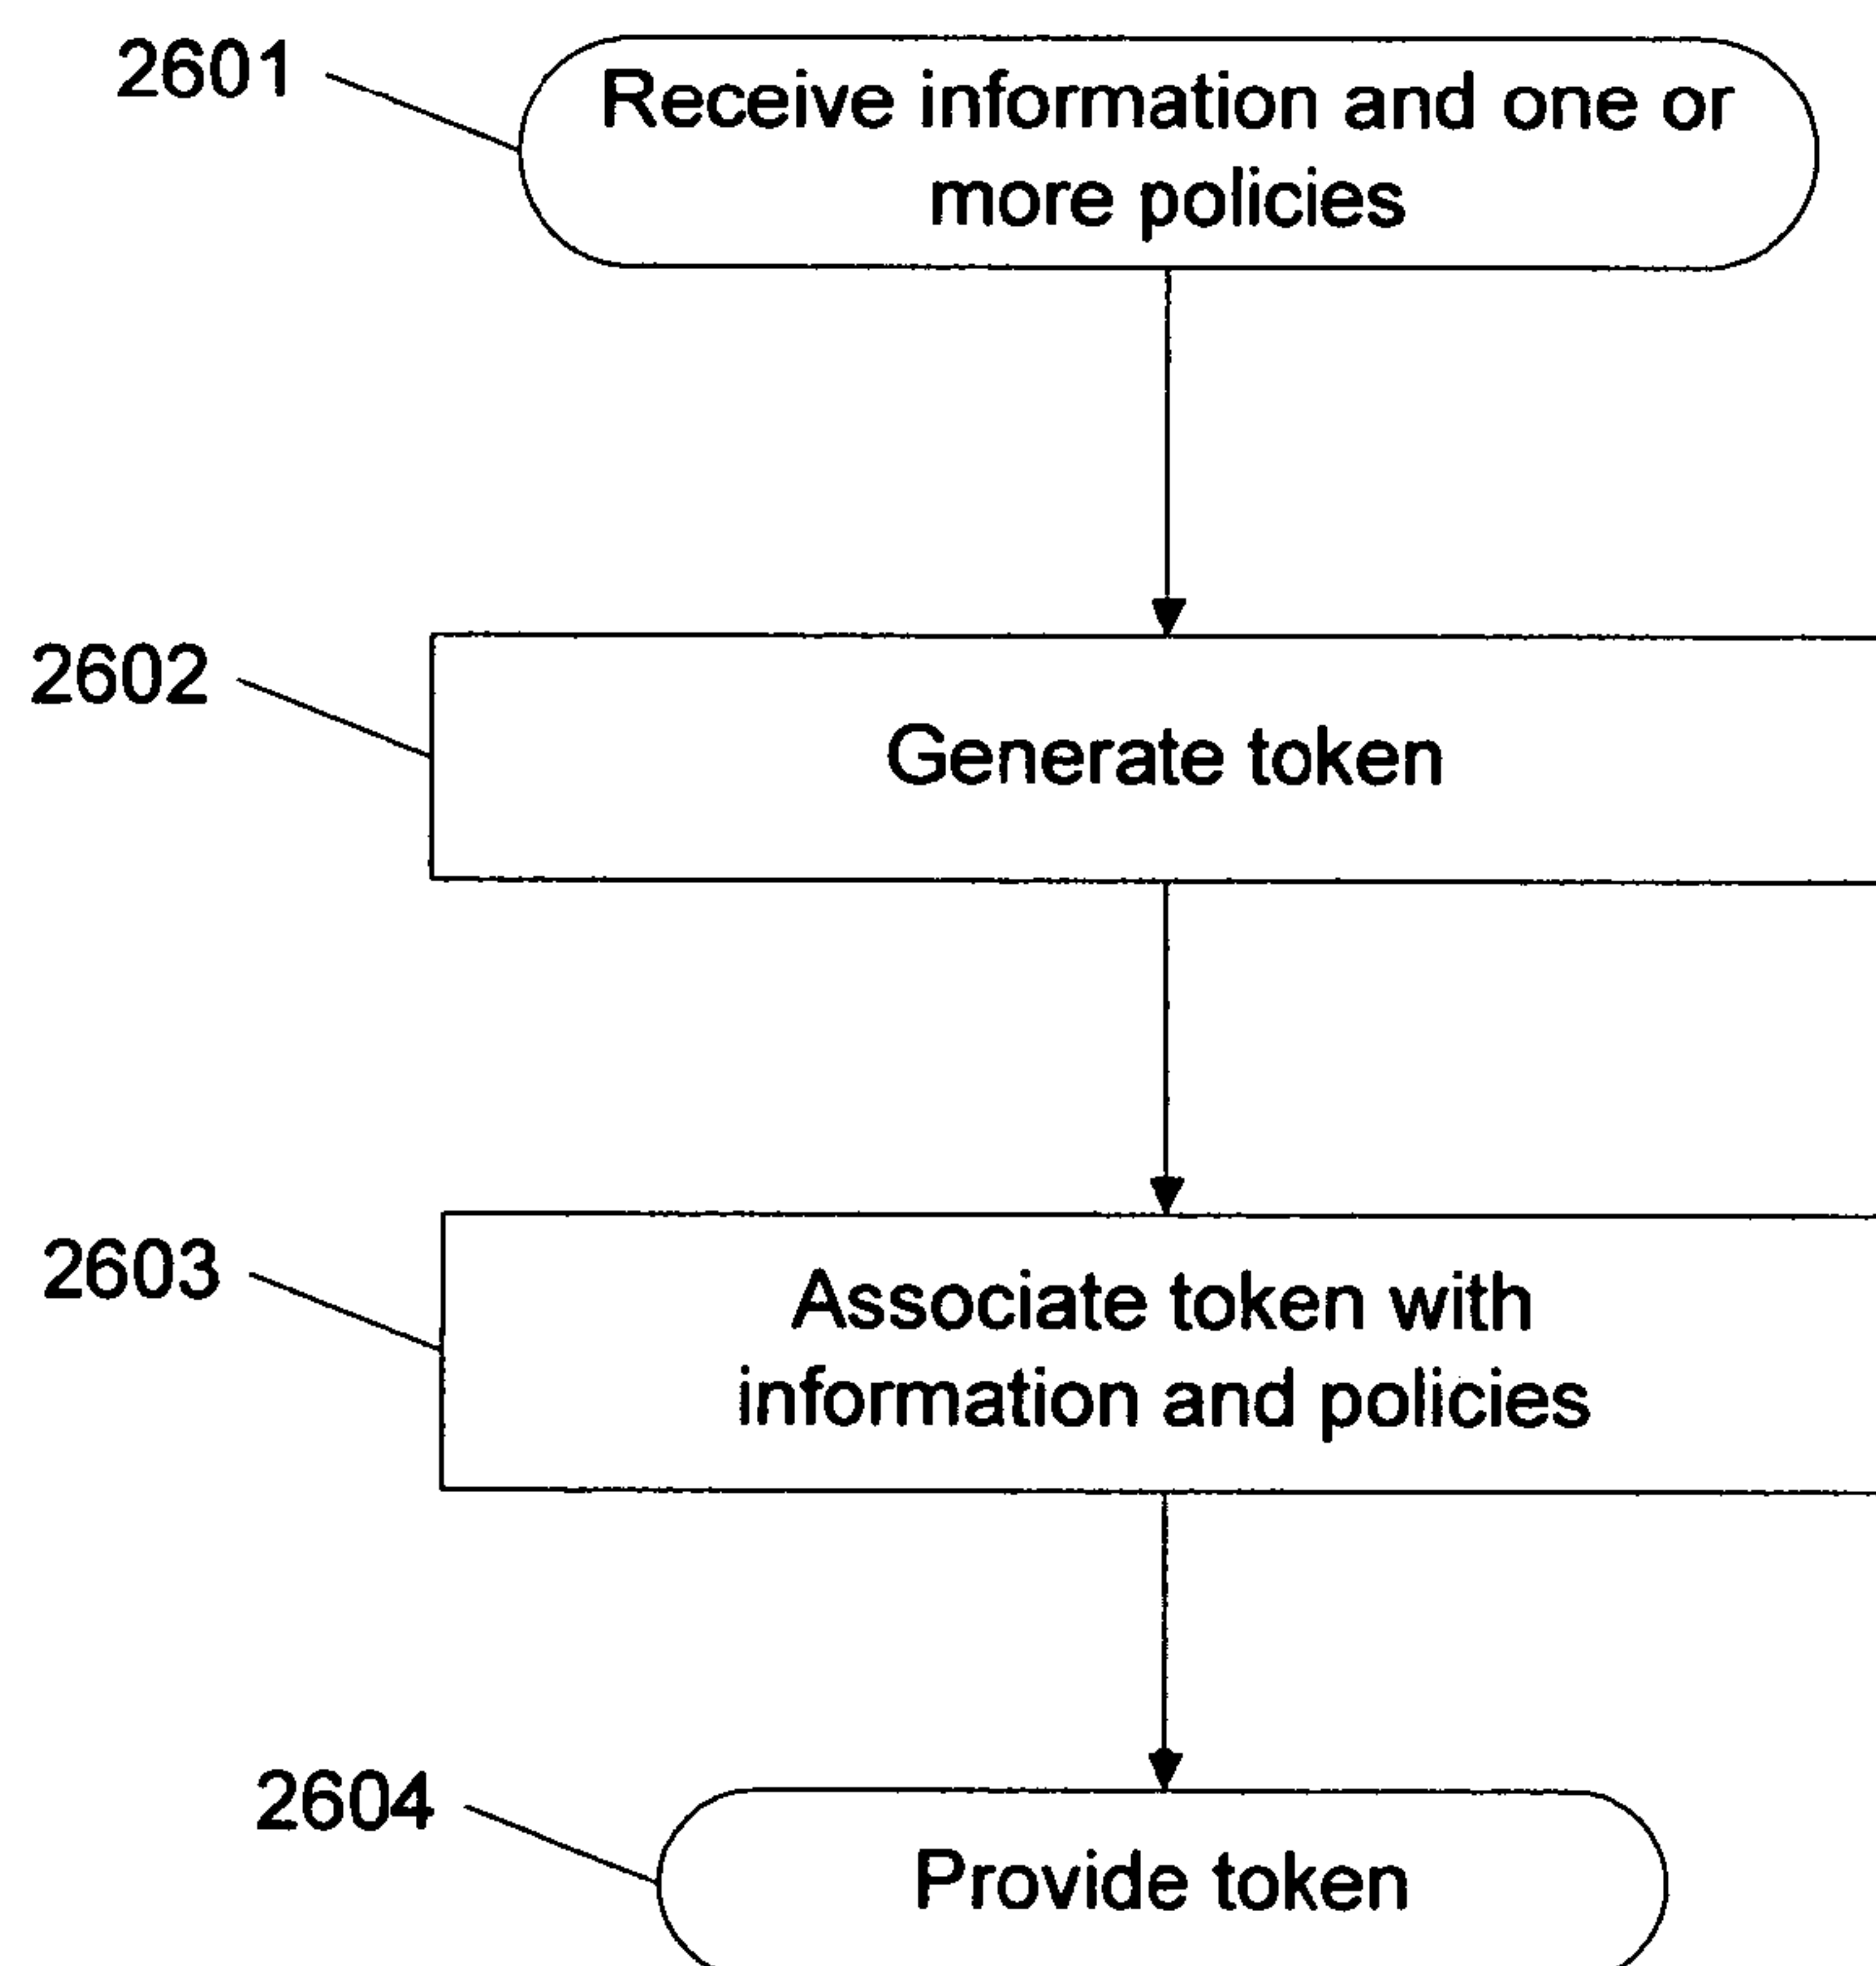 2601
Receive information and one or
more policies
2602
Generate token
2603
Associate token with
information and policies
2604
Provide token